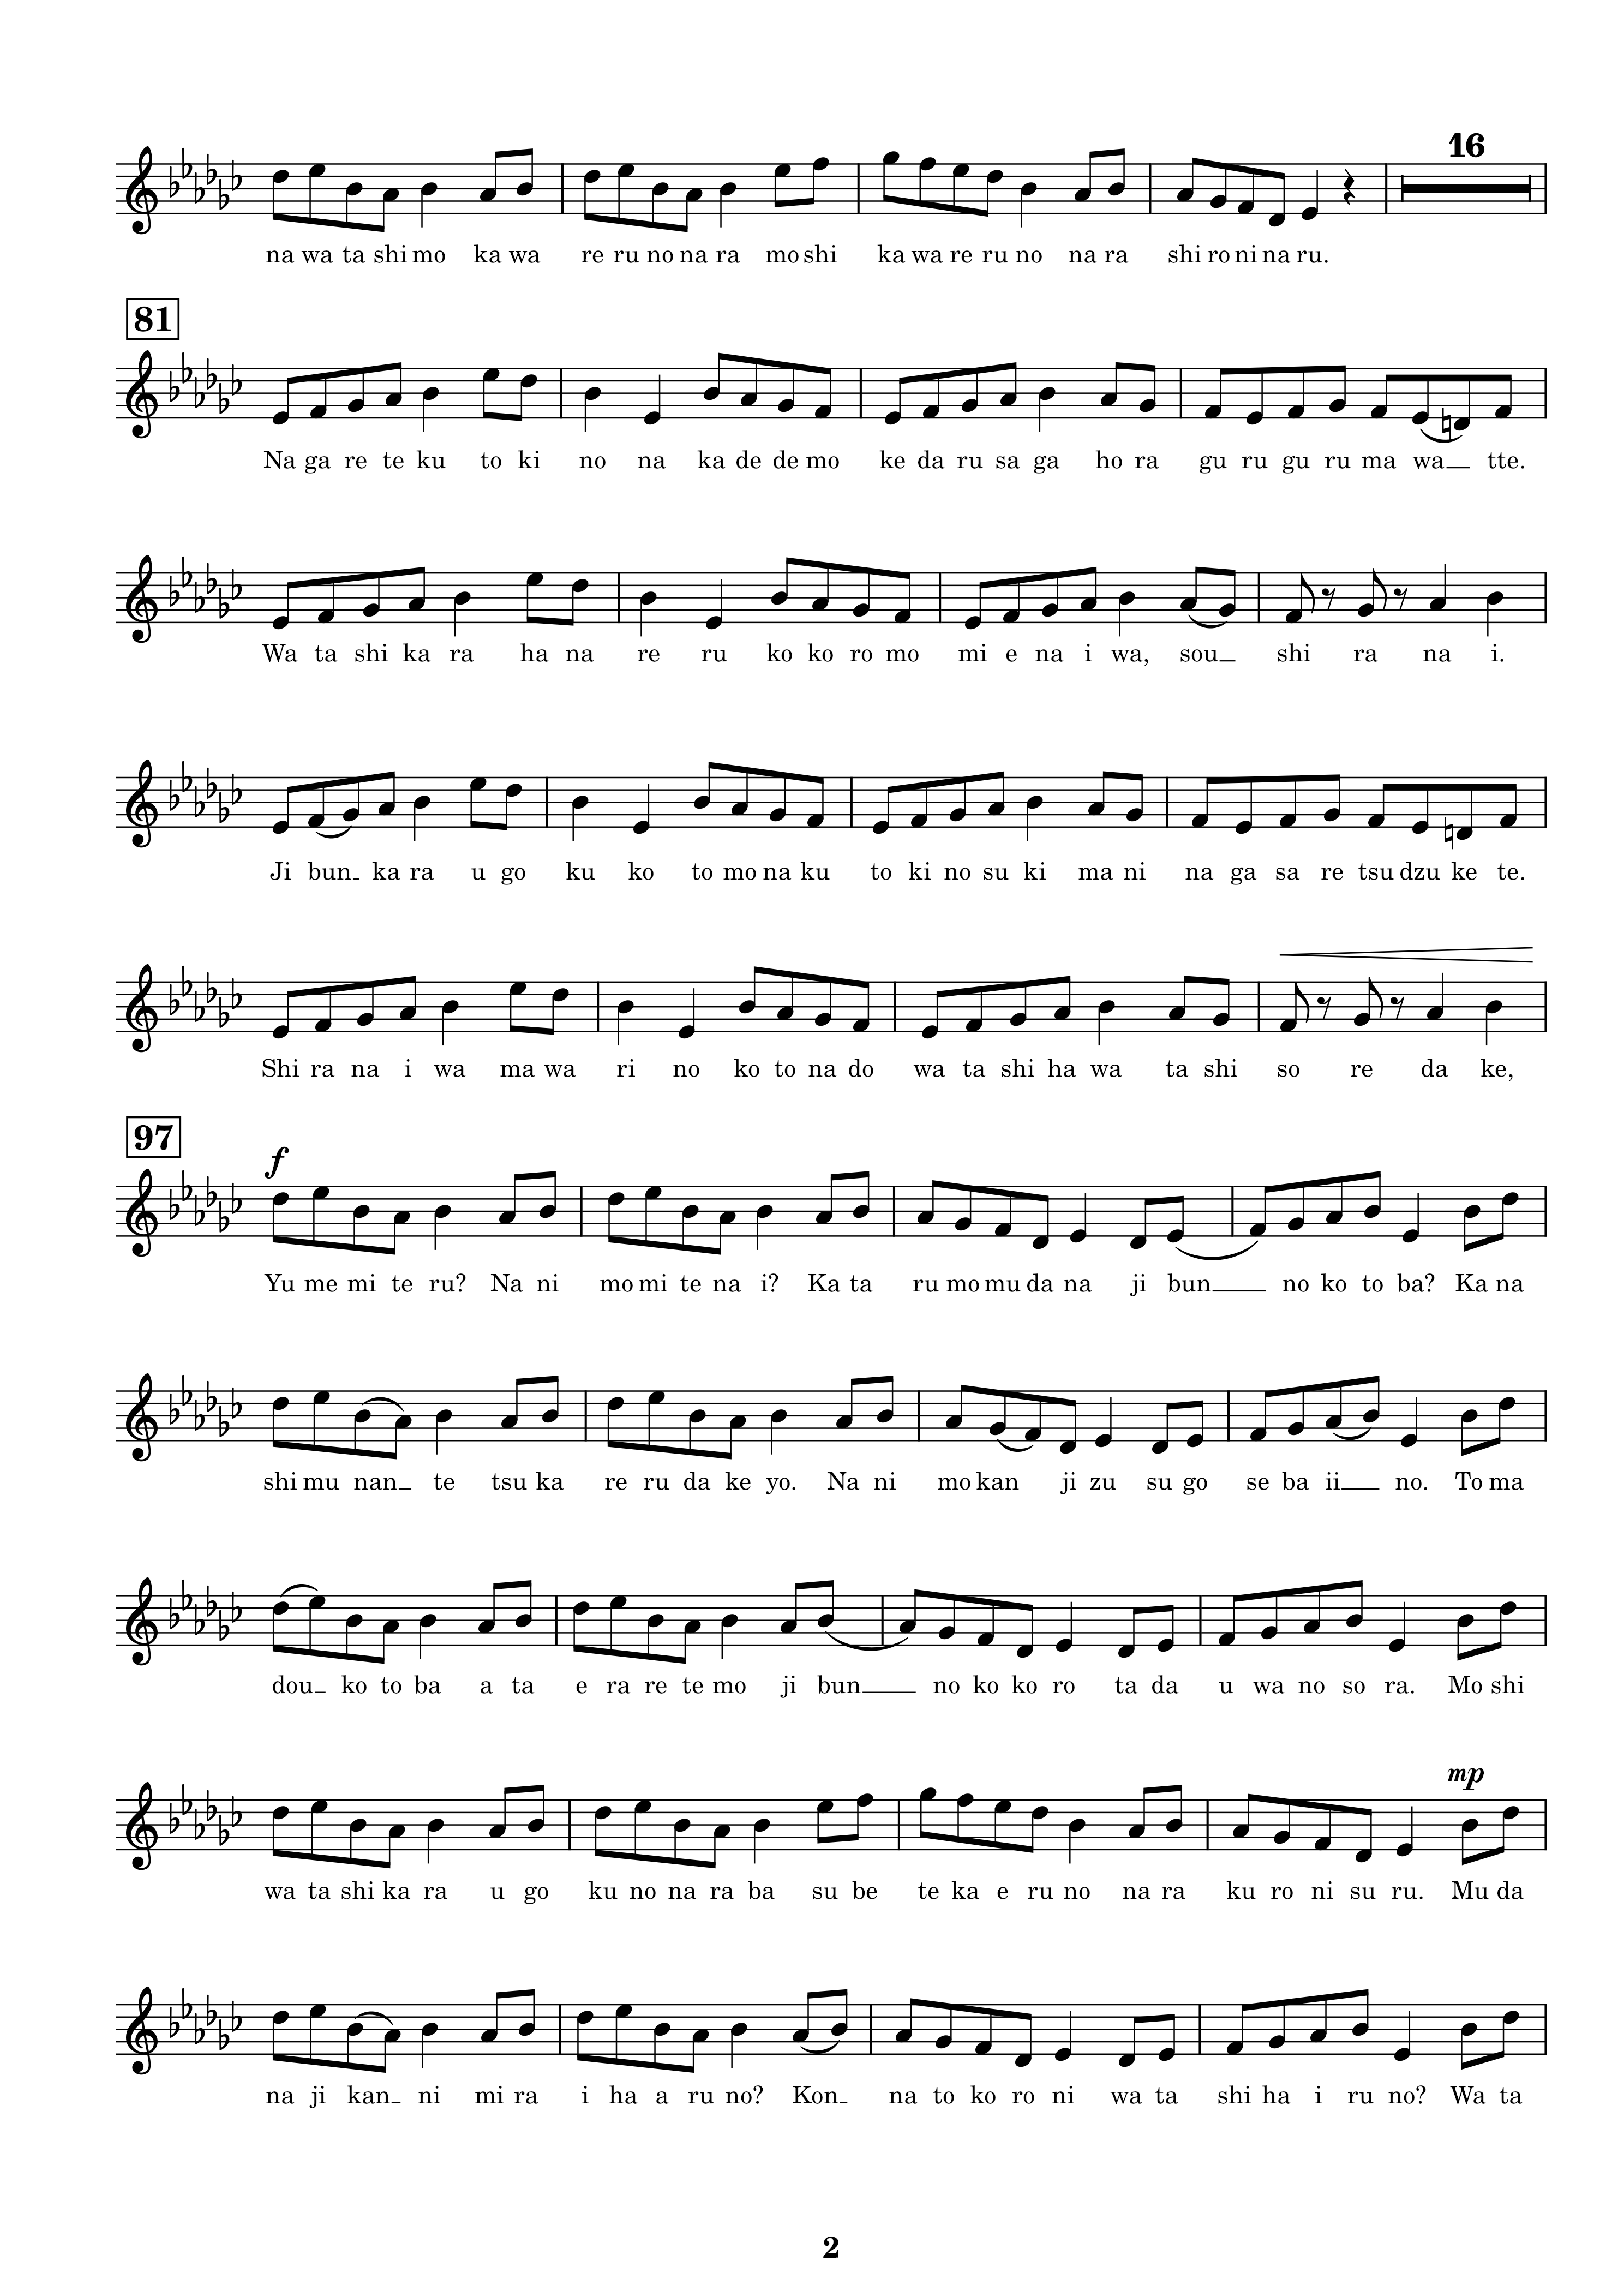 16
na wa ta shi mo ka wa re ru no na ra mo shi ka wa re ru no na ra shi ro ni na ru.
81
Na ga re te ku to ki no na ka de de mo ke da ru sa ga ho ra gu ru gu ru ma wa tte.
Wa ta shi ka ra ha na re ru ko ko ro mo mi e na i wa, sou shi ra na i.
Ji bun ka ra u go ku ko to mo na ku to ki no su ki ma ni na ga sa re tsu dzu ke te.
Shi ra na i wa ma wa ri no ko to na do wa ta shi ha wa ta shi so re da ke,
97
f
Yu me mi te ru? Na ni mo mi te na i? Ka ta ru mo mu da na ji bun no ko to ba? Ka na
shi mu nan te tsu ka re ru da ke yo. Na ni mo kan ji zu su go se ba ii no. To ma
dou ko to ba a ta e ra re te mo ji bun no ko ko ro ta da u wa no so ra. Mo shi
mp
wa ta shi ka ra u go ku no na ra ba su be te ka e ru no na ra ku ro ni su ru. Mu da
na ji kan ni mi ra i ha a ru no? Kon na to ko ro ni wa ta shi ha i ru no? Wa ta
2